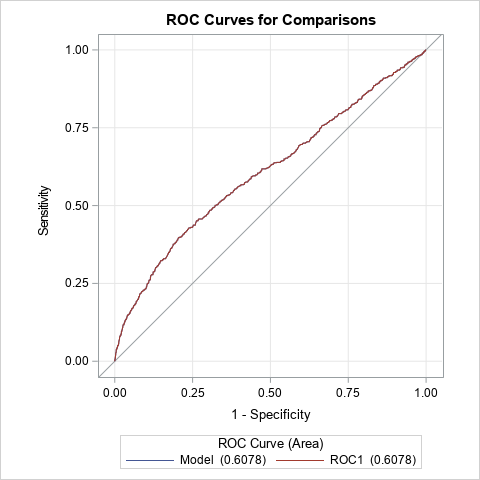 ROC Curves for Comparisons
1.00
0.75
0.50
0.25
0.00
Sensitivity
0.00 0.25 0.50 0.75 1.00
1 - Specificity
ROC Curve (Area)
Model (0.6078) ROC1 (0.6078)